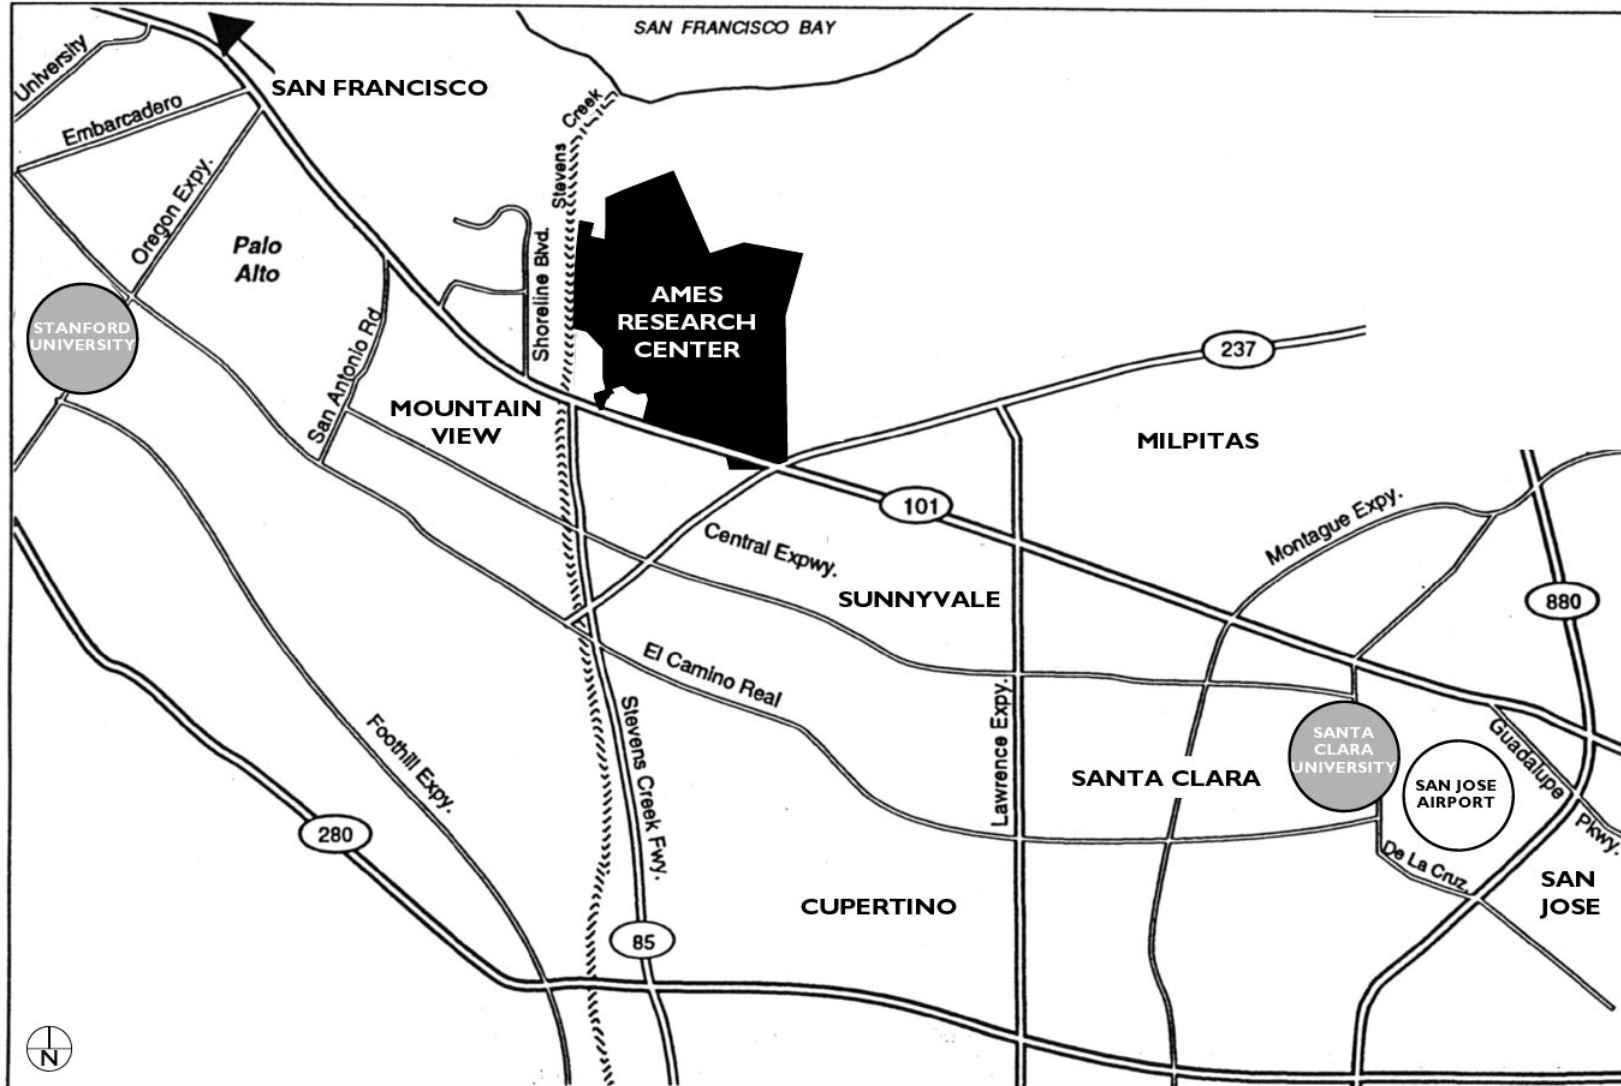 SAN FRANCISCO BAY
University
SAN FRANCISCO
Embarcadero
Creek
Stevens
Oregon Expy.
Palo
Alto
Shoreline Blvd.
AMES
RESEARCH
CENTER
STANFORD
UNIVERSITY
San Antonio Rd
237
MOUNTAIN
VIEW
MILPITAS
101
Montague Expy.
Central Expwy.
SUNNYVALE
880
El Camino Real
Stevens Creek Fwy.
Lawrence Expy.
Foothill Expy.
SANTA CLARA
SANTA
CLARA
UNIVERSITY
SAN JOSE
AIRPORT
Guadalupe
Pkwy.
280
De La Cruz.
SAN
JOSE
CUPERTINO
85
N